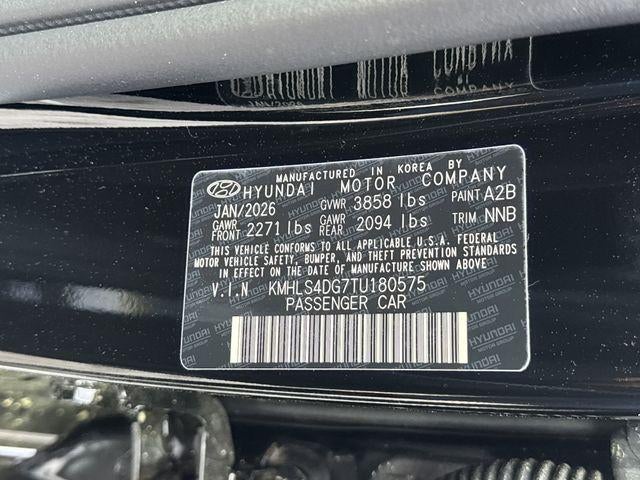 MANUFACTURED IN KOREA BY
HYUNDAI MOTOR COMPANY
JAN/2026 GVWR 3858 lbs PAINT A2B
GAWR FRONT 2271 lbs GAWR REAR 2094 lbs TRIM NNB
THIS VEHICLE CONFORMS TO ALL APPLICABLE U.S.A. FEDERAL
MOTOR VEHICLE SAFETY, BUMPER, AND THEFT PREVENTION STANDARDS
IN EFFECT ON THE DATE OF MANUFACTURE SHOWN ABOVE.
V.I.N KMHLS4DG7TU180575
PASSENGER CAR